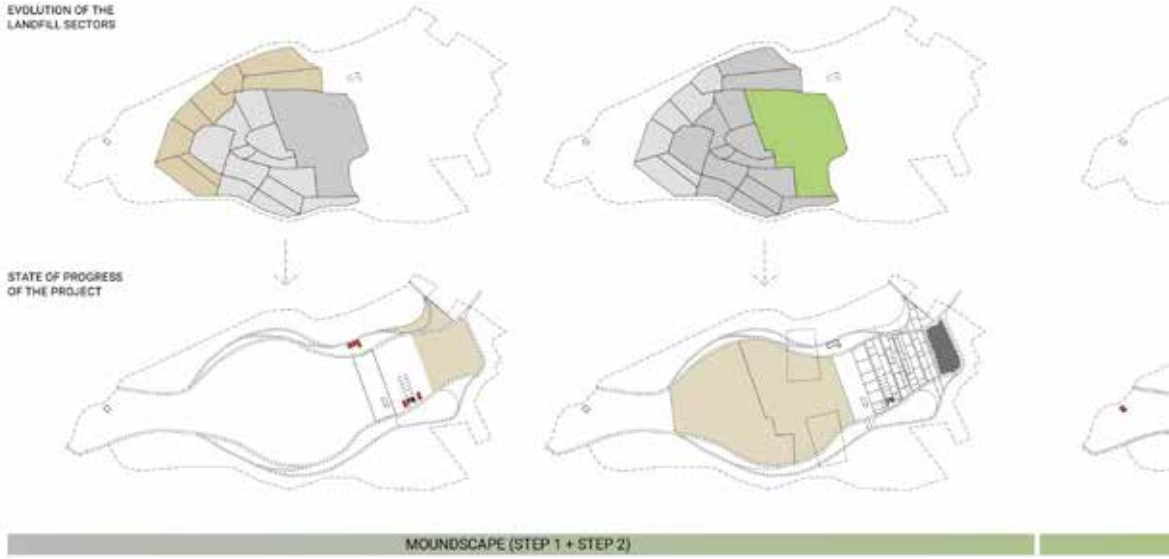 EVOLUTION OF THE
LANDFILL SECTORS
STATE OF PROGRESS
OF THE PROJECT
MOUNDSCAPE (STEP 1 + STEP 2)